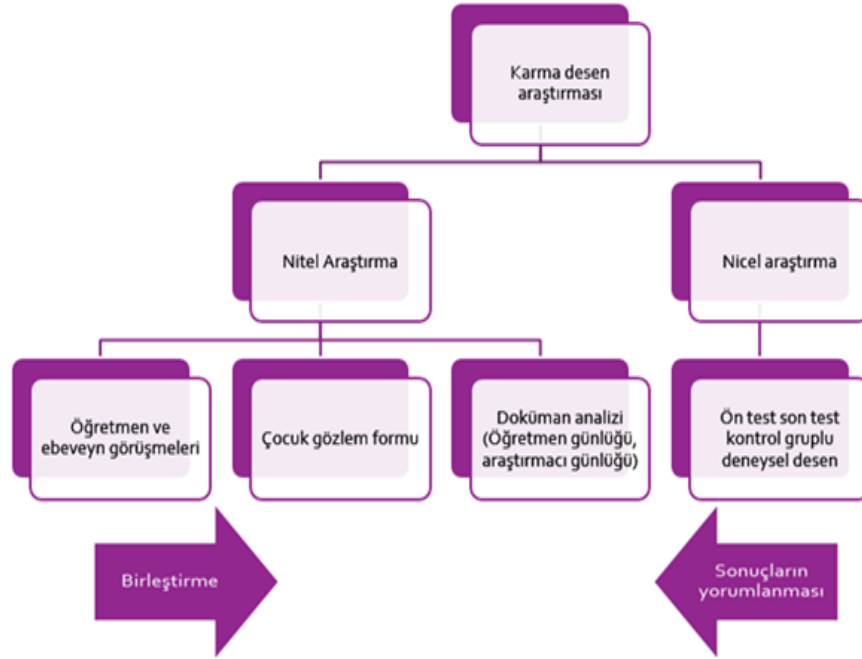 Karma desen
araştırması
Nitel Araştırma
Nicel araştırma
Öğretmen ve
ebeveyn görüşmeleri
Çocuk gözlem formu
Doküman analizi
(Öğretmen günlüğü,
araştırmacı günlüğü)
Ön test son test
kontrol gruplu
deneysel desen
Birleştirme
Sonuçların
yorumlanması